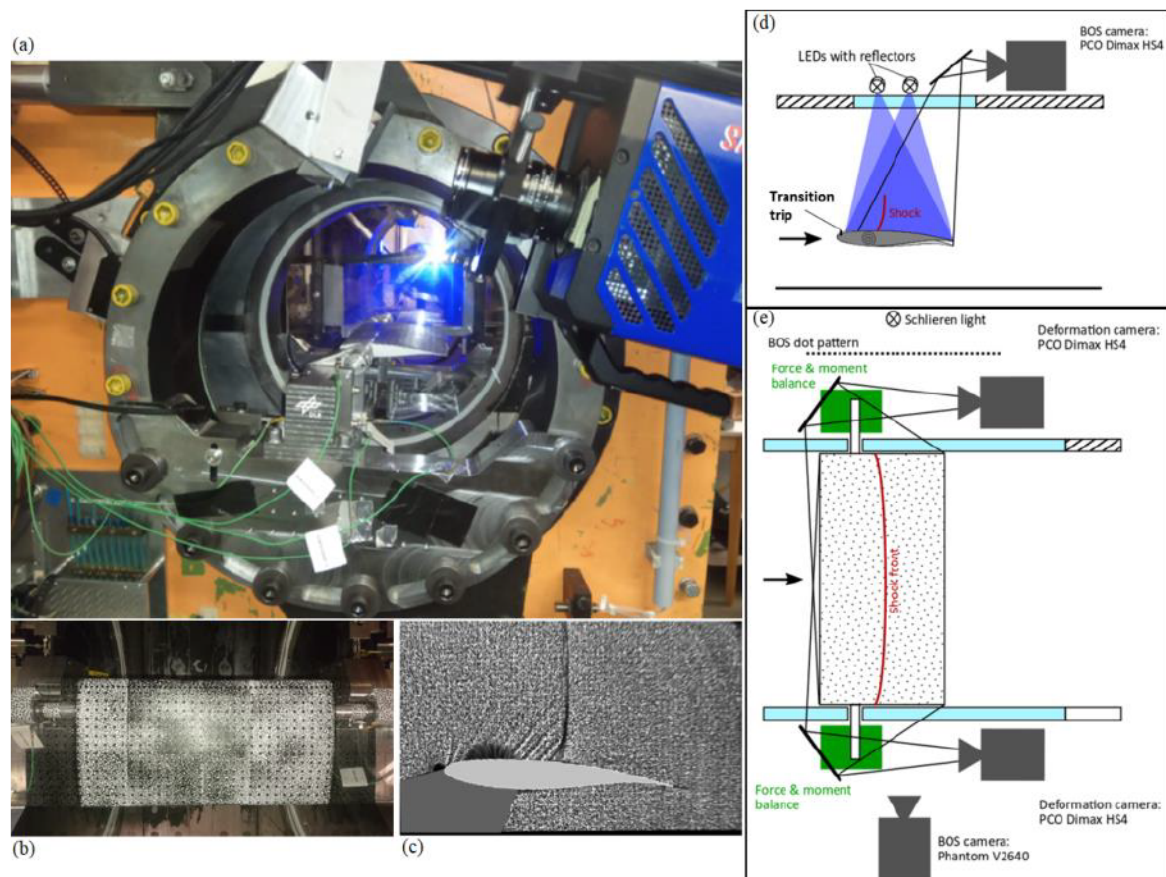 (a)
DLR
(b)
(c)
(d)
BOS camera:
PCO Dimax HS4
LEDs with reflectors
Transition
trip
Shock
(e)
Schlieren light
BOS dot pattern
Deformation camera:
PCO Dimax HS4
Force & moment
balance
Shock front
Force & moment
balance
Deformation camera:
PCO Dimax HS4
BOS camera:
Phantom V2640